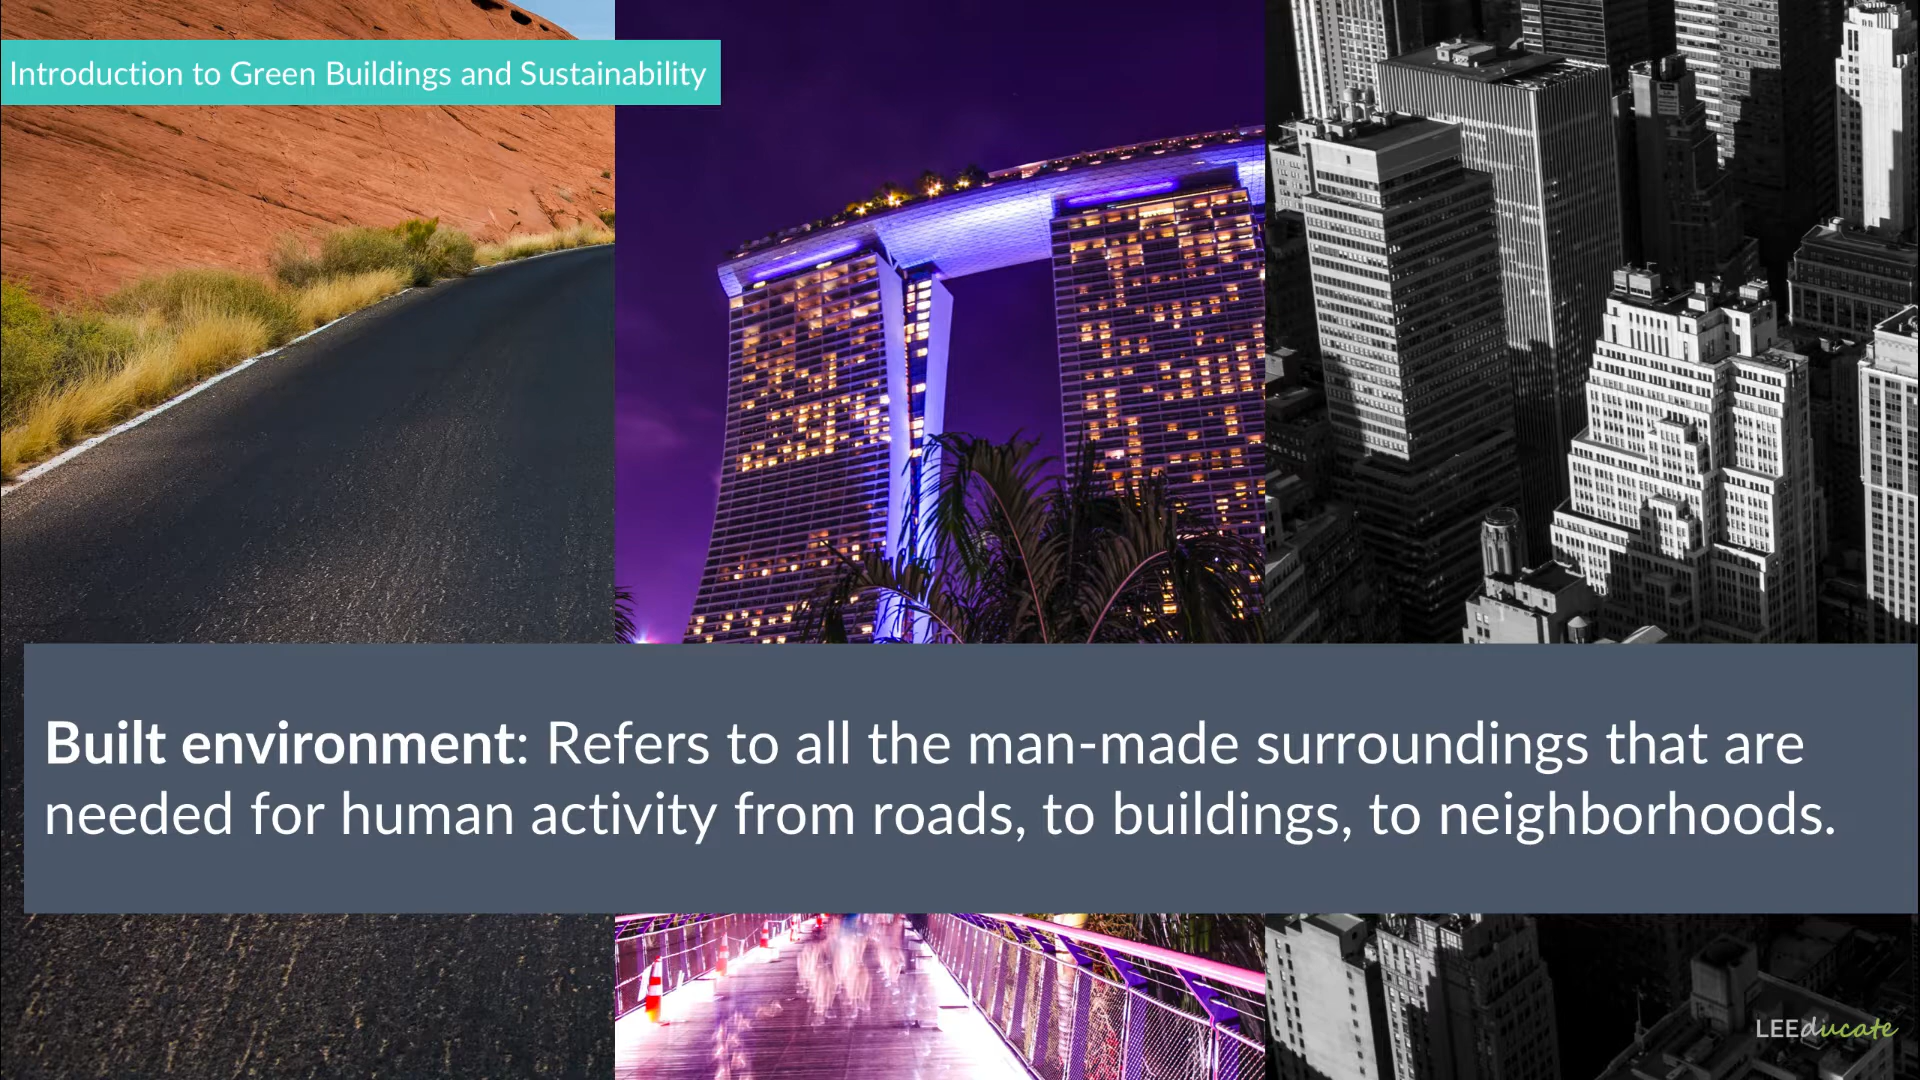 Introduction to Green Buildings and Sustainability
Built environment: Refers to all the man-made surroundings that are
needed for human activity from roads, to buildings, to neighborhoods.
LEEducate